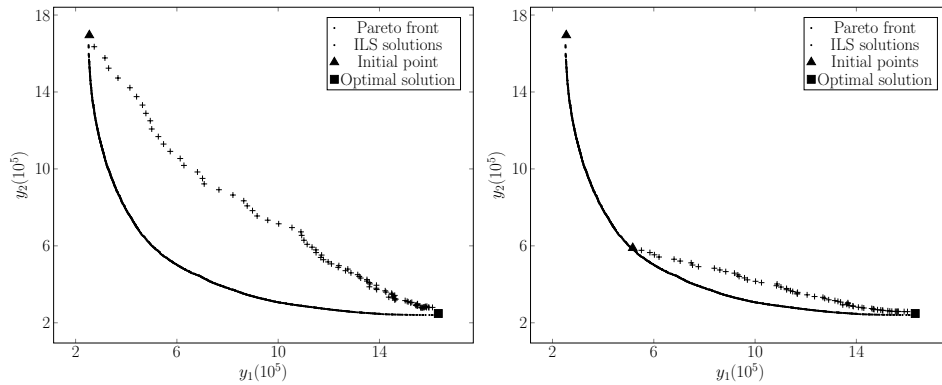 18
14
10
6
2
y2(10^5)
2
6
10
14
y1(10^5)
Pareto front
ILS solutions
Initial point
Optimal solution
18
14
10
6
2
y2(10^5)
2
6
10
14
y1(10^5)
Pareto front
ILS solutions
Initial points
Optimal solution